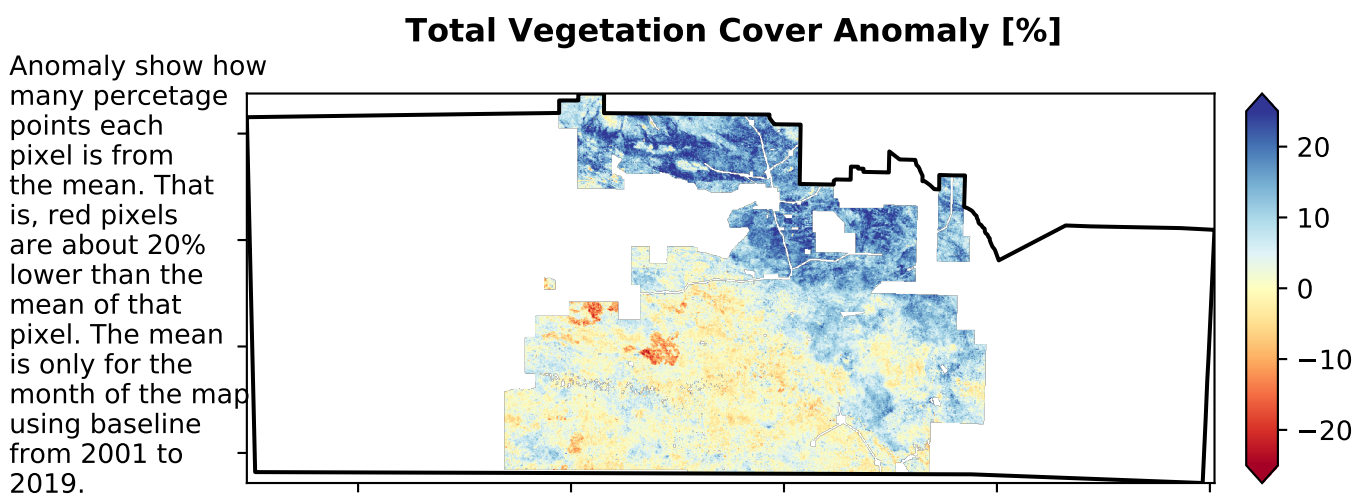 Total Vegetation Cover Anomaly [%]
Anomaly show how
many percetage
points each
pixel is from
the mean. That
is, red pixels
are about 20%
lower than the
mean of that
pixel. The mean
is only for the
month of the map
using baseline
from 2001 to
2019.
20
10
0
−10
−20